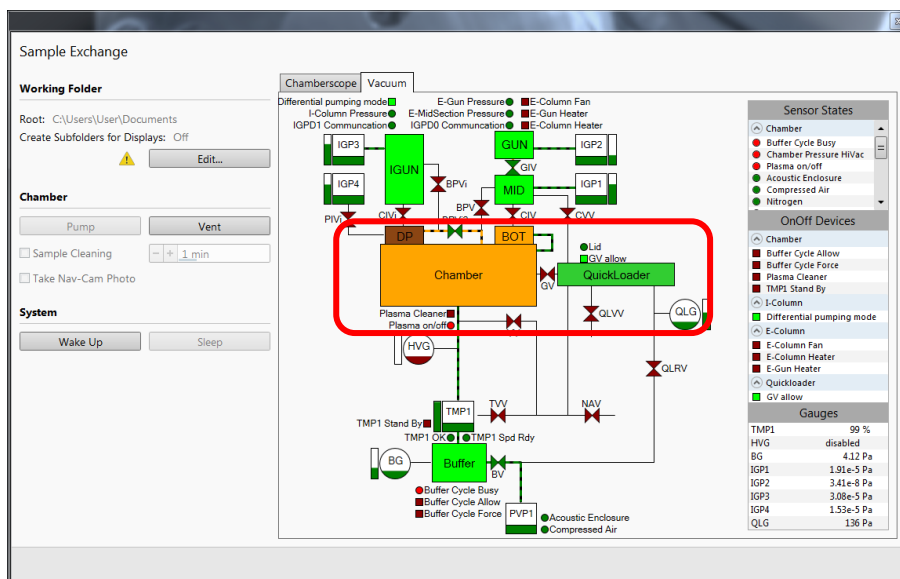 Sample Exchange
Working Folder
Root: C:\Users\User\Documents
Create Subfolders for Displays: Off
Edit...
Chamber
Pump
Vent
Sample Cleaning
- + 1 min
Take Nav-Cam Photo
System
Wake Up
Sleep
Chamberscope
Vacuum
Differential pumping mode
E-Gun Pressure
E-Column Fan
I-Column Pressure
E-MidSection Pressure
E-Gun Heater
IGPD1 Communcation
IGPD0 Communcation
E-Column Heater
IGP3
IGUN
GUN
IGP2
GIV
IGP4
BPVi
MID
IGP1
BPV
PIVi
CIVi
CIV
CVV
DP
BOT
Lid
GV allow
Chamber
GV
QuickLoader
Plasma Cleaner
Plasma on/off
QLVV
QLG
HVG
QLRV
TMP1
TVV
NAV
TMP1 Stand By
TMP1 OK
TMP1 Spd Rdy
BG
Buffer
BV
Buffer Cycle Busy
Buffer Cycle Allow
Buffer Cycle Force
PVP1
Acoustic Enclosure
Compressed Air
Sensor States
Chamber
Buffer Cycle Busy
Chamber Pressure HiVac
Plasma on/off
Acoustic Enclosure
Compressed Air
Nitrogen
OnOff Devices
Chamber
Buffer Cycle Allow
Buffer Cycle Force
Plasma Cleaner
TMP1 Stand By
I-Column
Differential pumping mode
E-Column
E-Column Fan
E-Column Heater
E-Gun Heater
Quickloader
GV allow
Gauges
TMP1 99 %
HVG disabled
BG 4.12 Pa
IGP1 1.91e-5 Pa
IGP2 3.41e-8 Pa
IGP3 3.08e-5 Pa
IGP4 1.53e-5 Pa
QLG 136 Pa